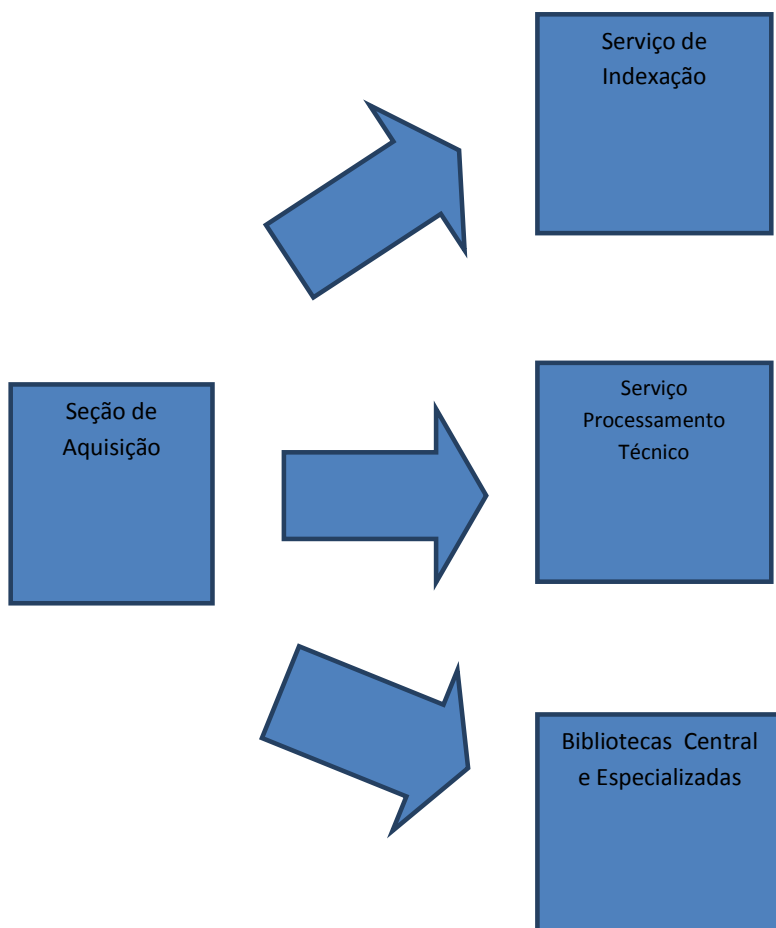 Serviço de
Indexação
Seção de
Aquisição
Serviço
Processamento
Técnico
Bibliotecas Central
e Especializadas